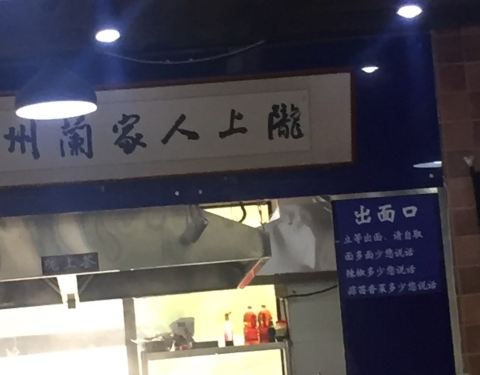 隴上人家蘭州
出面口
立等出面、请自取
面多面少您说话
辣椒多少您说话
蒜苗香菜多少您说话